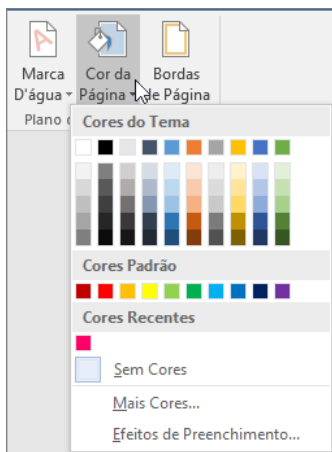 Marca Cor da Bordas
D'água Página de Página
Plano
Cores do Tema
Cores Padrão
Cores Recentes
Sem Cores
Mais Cores...
Efeitos de Preenchimento...